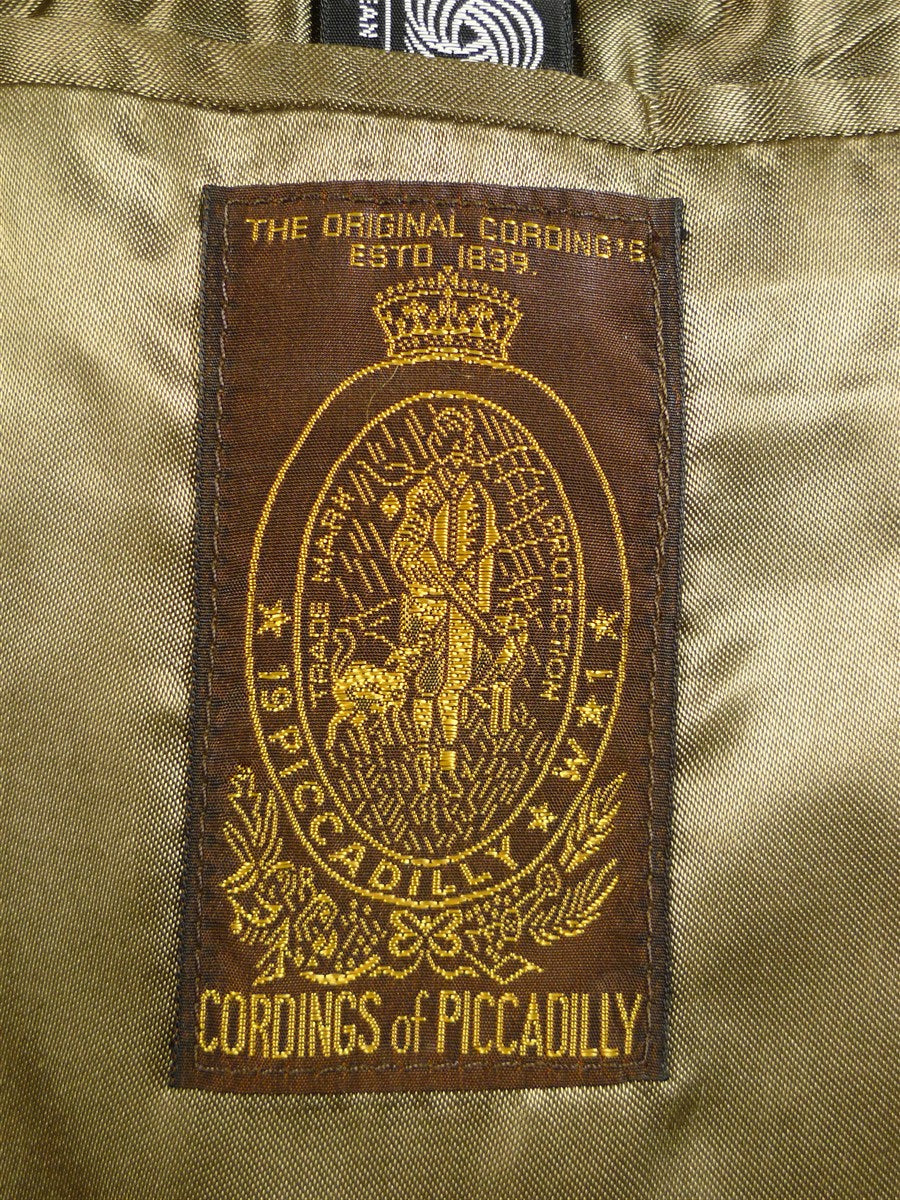 THE ORIGINAL CORDING'S
ESTD 1839.
TRADE MARK PROTECTION
19 PICCADILLY W 1
CORDINGS of PICCADILLY